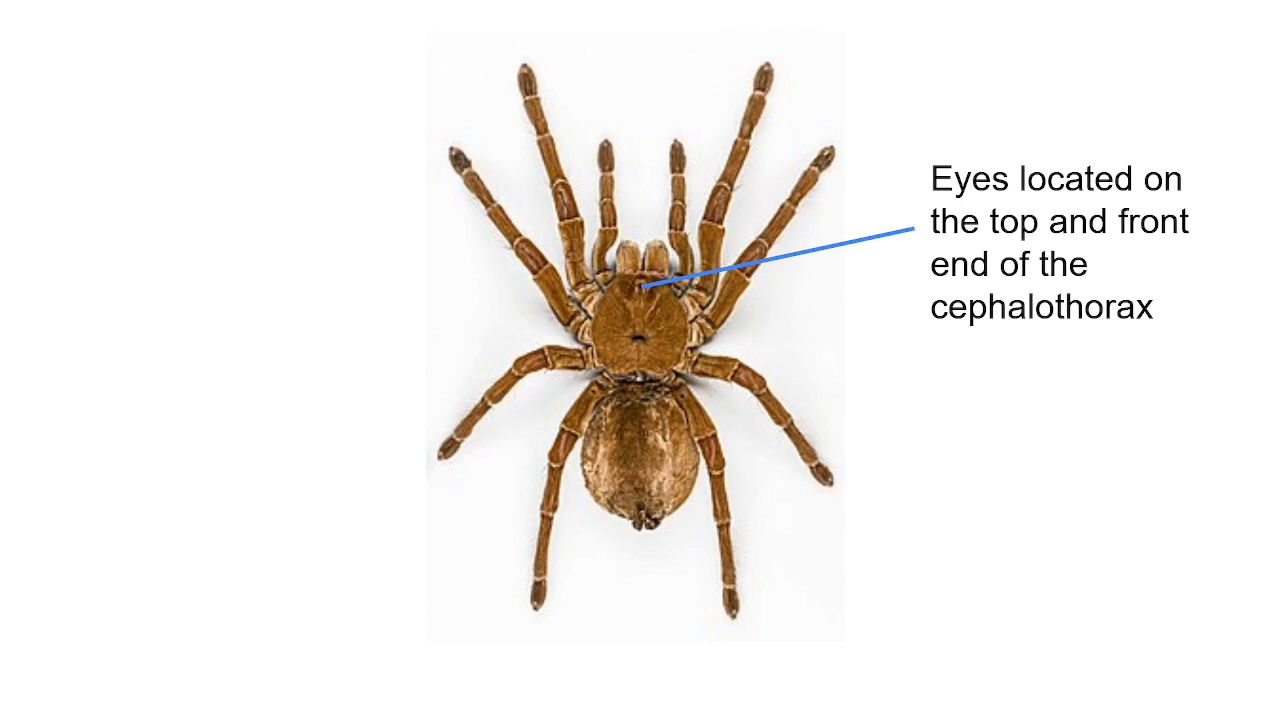 Eyes located on
the top and front
end of the
cephalothorax